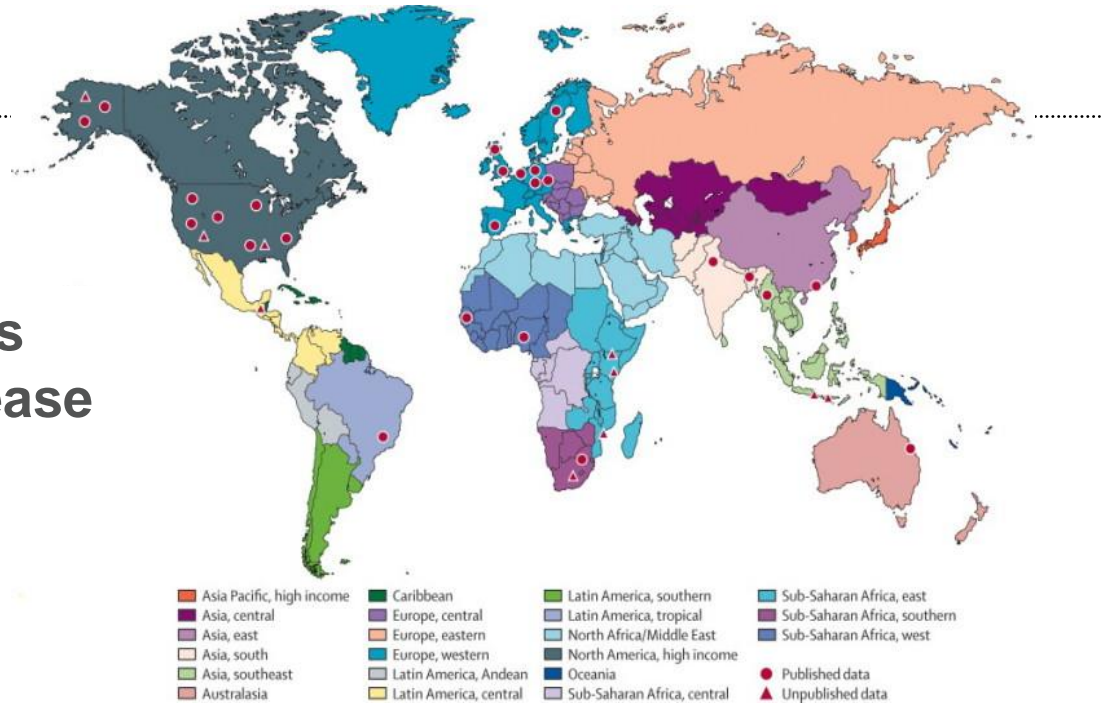 s
ease
Asia Pacific, high income
Asia, central
Asia, east
Asia, south
Asia, southeast
Australasia
Caribbean
Europe, central
Europe, eastern
Europe, western
Latin America, Andean
Latin America, central
Latin America, southern
Latin America, tropical
North Africa/Middle East
North America, high income
Oceania
Sub-Saharan Africa, central
Sub-Saharan Africa, east
Sub-Saharan Africa, southern
Sub-Saharan Africa, west
Published data
Unpublished data